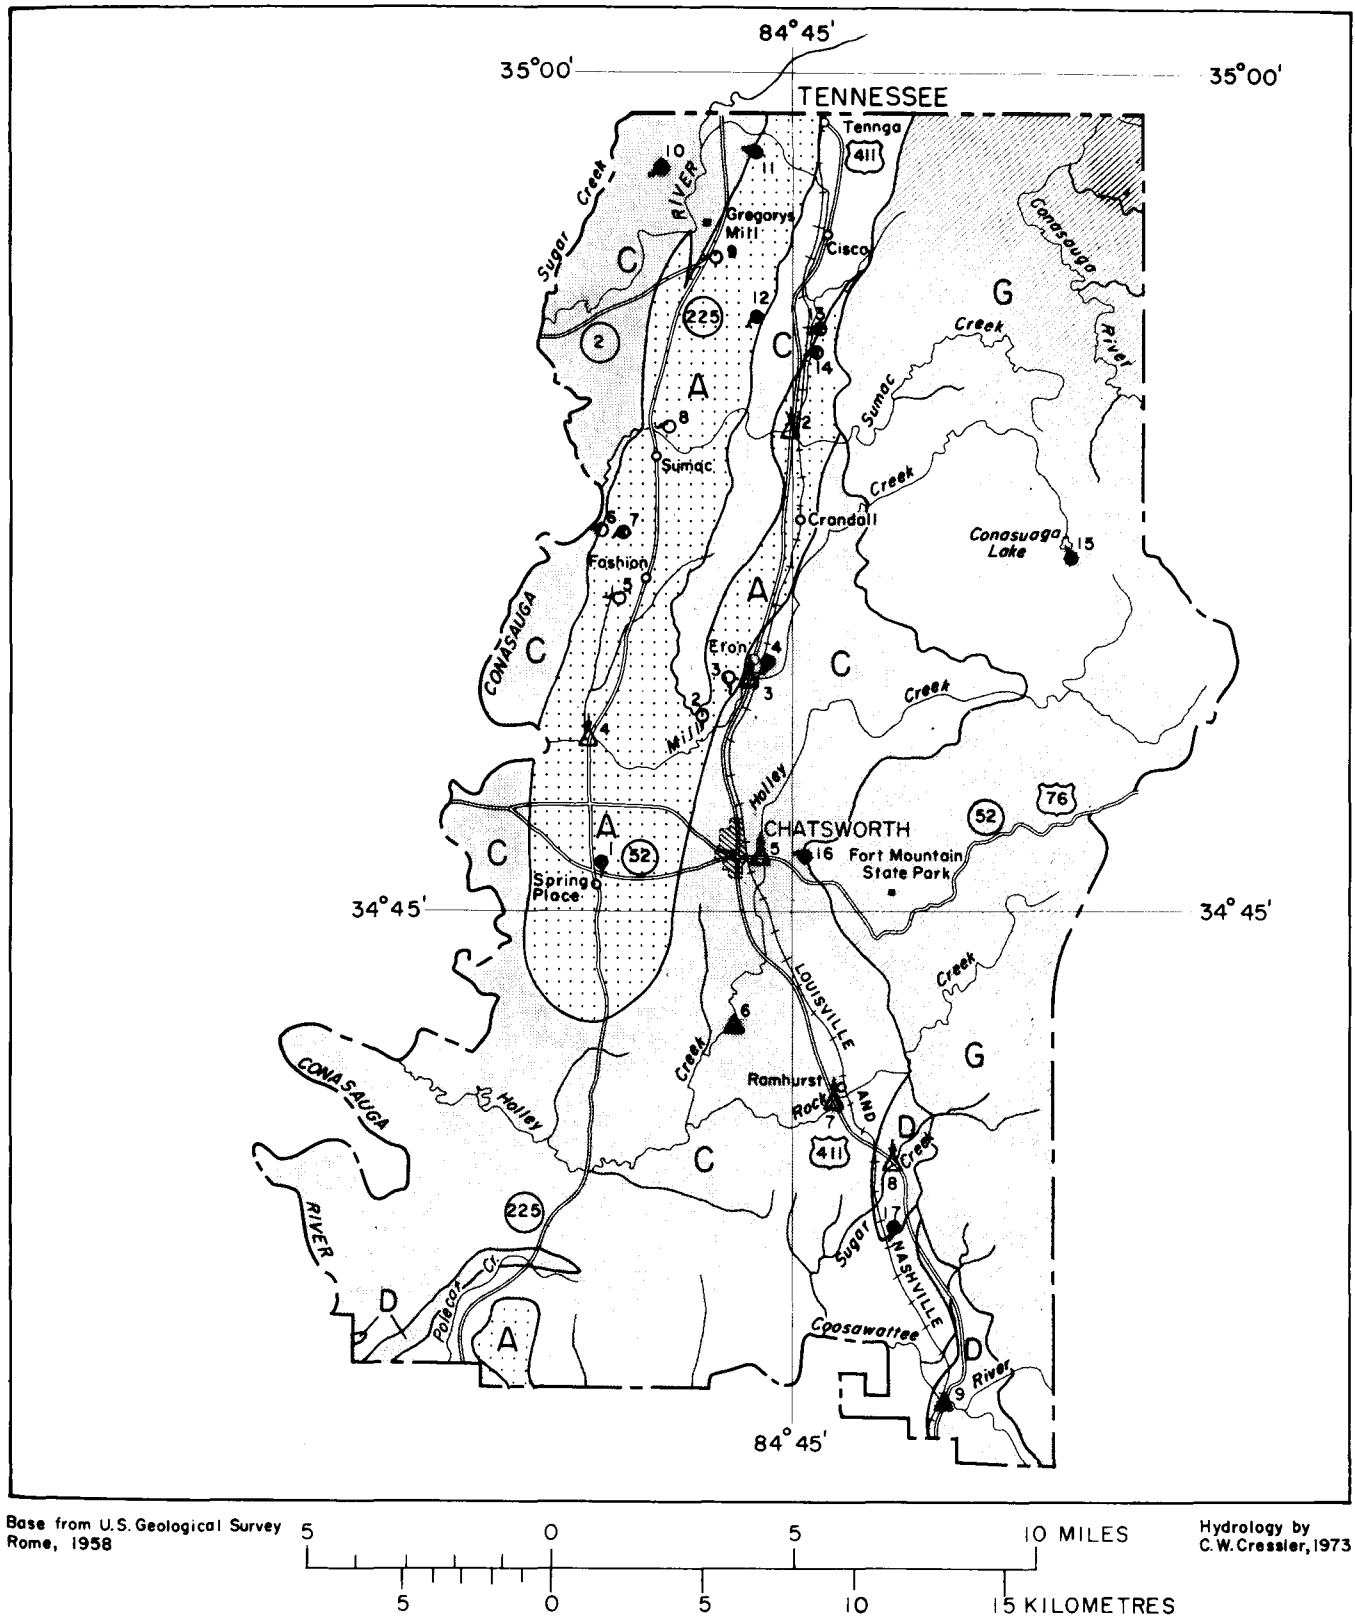 84°45'
35°00'
35°00'
TENNESSEE
Tennga
411
10
11
Sugar Creek
RIVER
Gregorys
Mill
9
Conasauga River
C
Cisco
G
12
225
13
2
C
Creek
14
A
Sumac
8
2
Sumac
Creek
6
7
Crandall
Conasuaga
Lake
15
Fashion
5
A
CONASAUGA
C
Eton
4
C
3
3
Creek
2
4
Mill
Holley
76
52
A
CHATSWORTH
C
1
52
5
16
Fort Mountain
State Park
Spring
Place
34°45'
34°45'
Creek
LOUISVILLE
6
Creek
G
CONASAUGA
Ramhurst
Holley
Rock
AND
7
D
411
Creek
C
8
RIVER
225
17
Sugar
NASHVILLE
Polecat Cr.
D
Coosawattee
A
D
River
9
84°45'
Base from U.S. Geological Survey
Rome, 1958
5 0 5 10 MILES
Hydrology by
C.W. Cressler, 1973
5 0 5 10 15 KILOMETRES